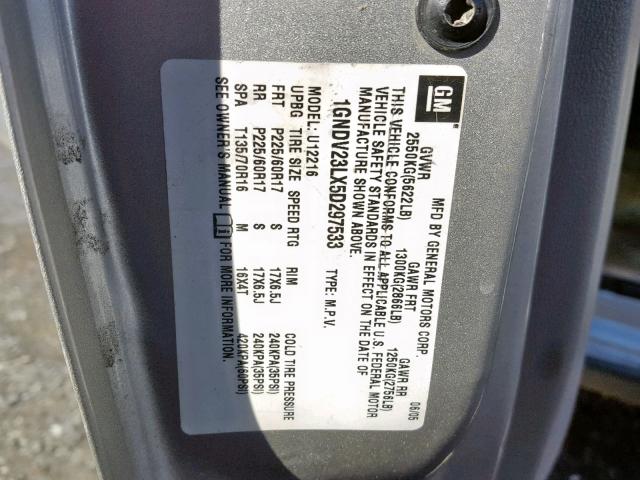 GM
MFD BY GENERAL MOTORS CORP. 06/05
GVWR GAWR FRT GAWR RR
2550KG(5622LB) 1300KG(2866LB) 1250KG(2756LB)
THIS VEHICLE CONFORMS TO ALL APPLICABLE U.S. FEDERAL MOTOR
VEHICLE SAFETY STANDARDS IN EFFECT ON THE DATE OF
MANUFACTURE SHOWN ABOVE.
1GNDV23LX5D297533 TYPE: M.P.V.
MODEL: U12216
UPBG TIRE SIZE SPEED RTG RIM COLD TIRE PRESSURE
FRT P225/60R17 S 17X6.5J 240KPA(35PSI)
RR P225/60R17 S 17X6.5J 240KPA(35PSI)
SPA T135/70R16 M 16X4T 420KPA(60PSI)
SEE OWNER'S MANUAL FOR MORE INFORMATION.